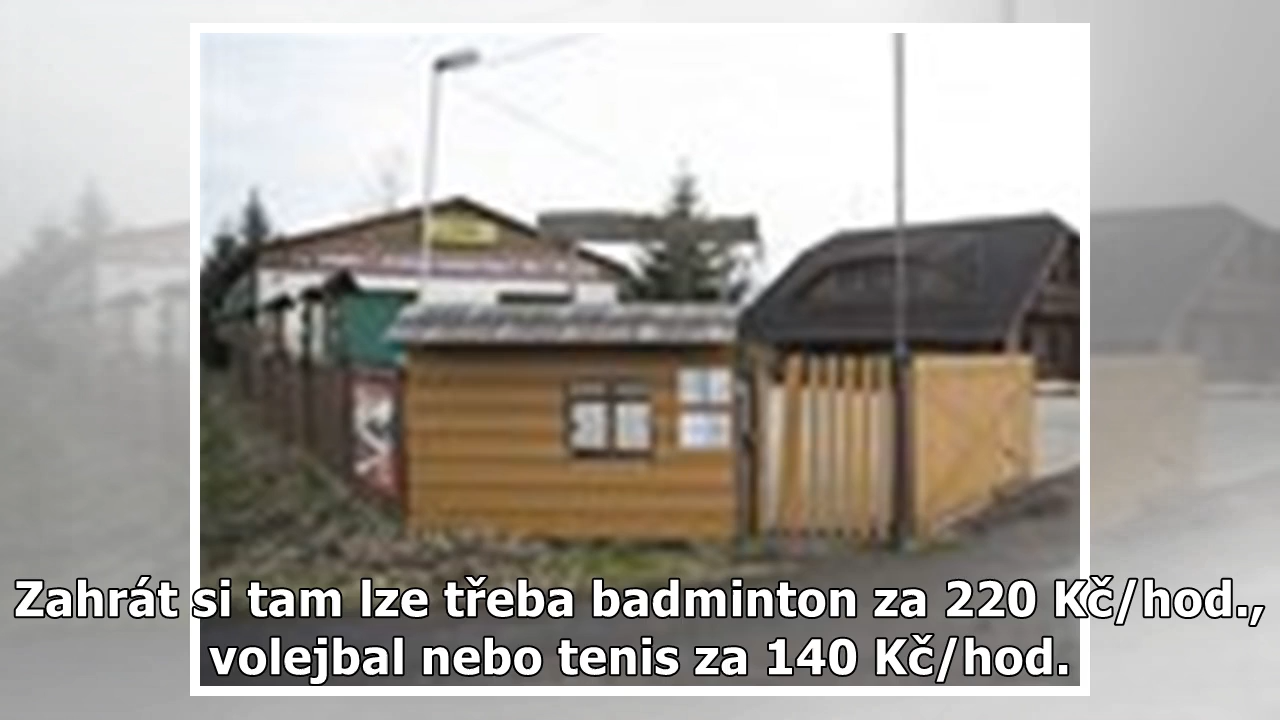 Zahrát si tam lze třeba badminton za 220 Kč/hod.,
volejbal nebo tenis za 140 Kč/hod.